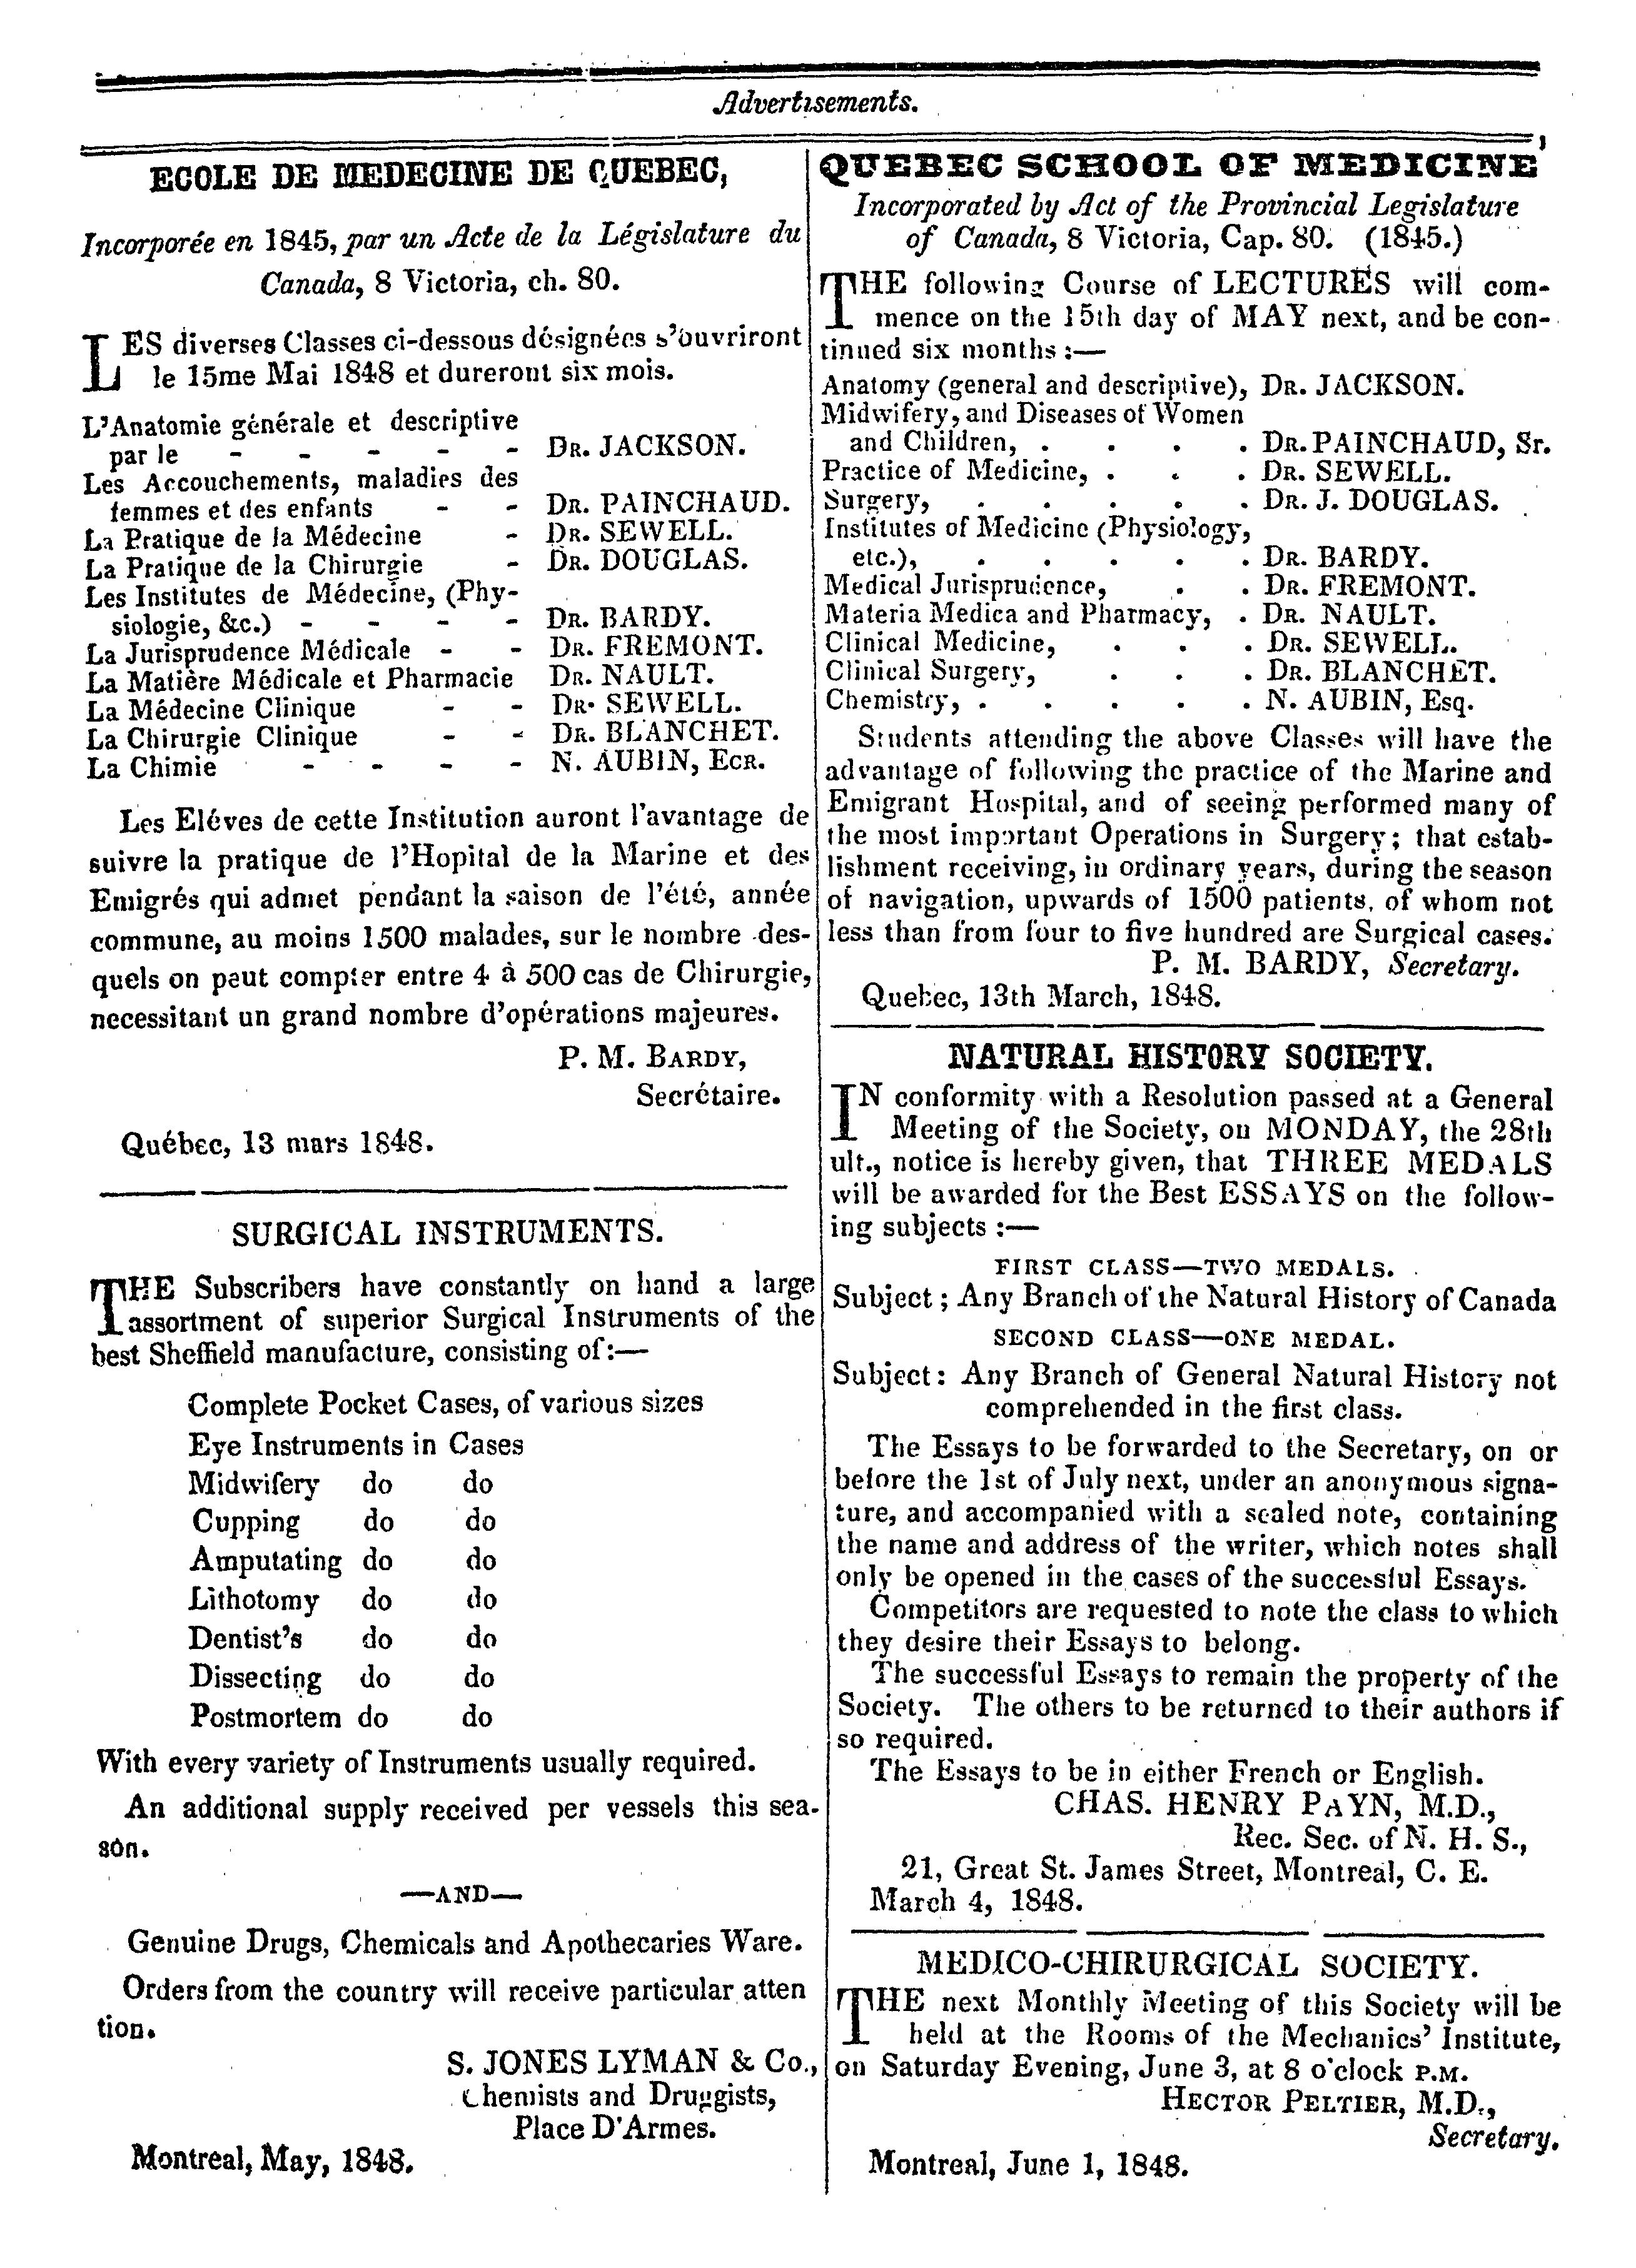 Advertisements.
ECOLE DE MEDECINE DE QUEBEC,
Incorporée en 1845, par un Acte de la Législature du
Canada, 8 Victoria, ch. 80.
LES diverses Classes ci-dessous désignées s'ouvriront
le 15me Mai 1848 et dureront six mois.
L'Anatomie générale et descriptive
par le - - - - - DR. JACKSON.
Les Accouchements, maladies des
femmes et des enfants - - DR. PAINCHAUD.
La Pratique de la Médecine - DR. SEWELL.
La Pratique de la Chirurgie - DR. DOUGLAS.
Les Institutes de Médecine, (Phy-
siologie, &c.) - - - - DR. BARDY.
La Jurisprudence Médicale - - DR. FREMONT.
La Matière Médicale et Pharmacie DR. NAULT.
La Médecine Clinique - - DR. SEWELL.
La Chirurgie Clinique - - DR. BLANCHET.
La Chimie - - - - N. AUBIN, ECR.
Les Eléves de cette Institution auront l'avantage de
suivre la pratique de l'Hopital de la Marine et des
Emigrés qui admet pendant la saison de l'été, année
commune, au moins 1500 malades, sur le nombre des-
quels on peut compter entre 4 à 500 cas de Chirurgie,
necessitant un grand nombre d'opérations majeures.
P. M. BARDY,
Secrétaire.
Québec, 13 mars 1848.
SURGICAL INSTRUMENTS.
THE Subscribers have constantly on hand a large
assortment of superior Surgical Instruments of the
best Sheffield manufacture, consisting of:—
Complete Pocket Cases, of various sizes
Eye Instruments in Cases
Midwifery do do
Cupping do do
Amputating do do
Lithotomy do do
Dentist's do do
Dissecting do do
Postmortem do do
With every variety of Instruments usually required.
An additional supply received per vessels this sea-
son.
—AND—
Genuine Drugs, Chemicals and Apothecaries Ware.
Orders from the country will receive particular atten
tion.
S. JONES LYMAN & Co.,
Chemists and Druggists,
Place D'Armes.
Montreal, May, 1848.
QUEBEC SCHOOL OF MEDICINE
Incorporated by Act of the Provincial Legislature
of Canada, 8 Victoria, Cap. 80. (1845.)
THE following Course of LECTURES will com-
mence on the 15th day of MAY next, and be con-
tinued six months :—
Anatomy (general and descriptive), DR. JACKSON.
Midwifery, and Diseases of Women
and Children, . . . . DR. PAINCHAUD, Sr.
Practice of Medicine, . . . DR. SEWELL.
Surgery, . . . . . DR. J. DOUGLAS.
Institutes of Medicine (Physiology,
etc.), . . . . . DR. BARDY.
Medical Jurisprudence, . . DR. FREMONT.
Materia Medica and Pharmacy, . DR. NAULT.
Clinical Medicine, . . . DR. SEWELL.
Clinical Surgery, . . . DR. BLANCHET.
Chemistry, . . . . . N. AUBIN, Esq.
Students attending the above Classes will have the
advantage of following the practice of the Marine and
Emigrant Hospital, and of seeing performed many of
the most important Operations in Surgery; that estab-
lishment receiving, in ordinary years, during the season
of navigation, upwards of 1500 patients, of whom not
less than from four to five hundred are Surgical cases.
P. M. BARDY, Secretary.
Quebec, 13th March, 1848.
NATURAL HISTORY SOCIETY.
IN conformity with a Resolution passed at a General
Meeting of the Society, on MONDAY, the 28th
ult., notice is hereby given, that THREE MEDALS
will be awarded for the Best ESSAYS on the follow-
ing subjects :—
FIRST CLASS—TWO MEDALS.
Subject; Any Branch of the Natural History of Canada
SECOND CLASS—ONE MEDAL.
Subject: Any Branch of General Natural History not
comprehended in the first class.
The Essays to be forwarded to the Secretary, on or
before the 1st of July next, under an anonymous signa-
ture, and accompanied with a sealed note, containing
the name and address of the writer, which notes shall
only be opened in the cases of the successful Essays.
Competitors are requested to note the class to which
they desire their Essays to belong.
The successful Essays to remain the property of the
Society. The others to be returned to their authors if
so required.
The Essays to be in either French or English.
CHAS. HENRY PAYN, M.D.,
Rec. Sec. of N. H. S.,
21, Great St. James Street, Montreal, C. E.
March 4, 1848.
MEDICO-CHIRURGICAL SOCIETY.
THE next Monthly Meeting of this Society will be
held at the Rooms of the Mechanics' Institute,
on Saturday Evening, June 3, at 8 o'clock P.M.
HECTOR PELTIER, M.D.,
Secretary.
Montreal, June 1, 1848.